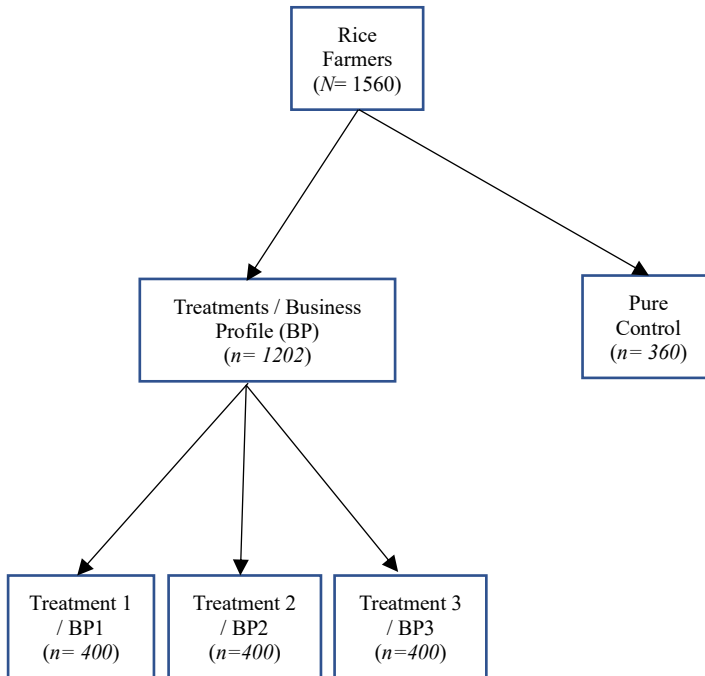 Rice
Farmers
(N= 1560)
Treatments / Business
Profile (BP)
(n= 1202)
Pure
Control
(n= 360)
Treatment 1
/ BP1
(n= 400)
Treatment 2
/ BP2
(n=400)
Treatment 3
/ BP3
(n=400)